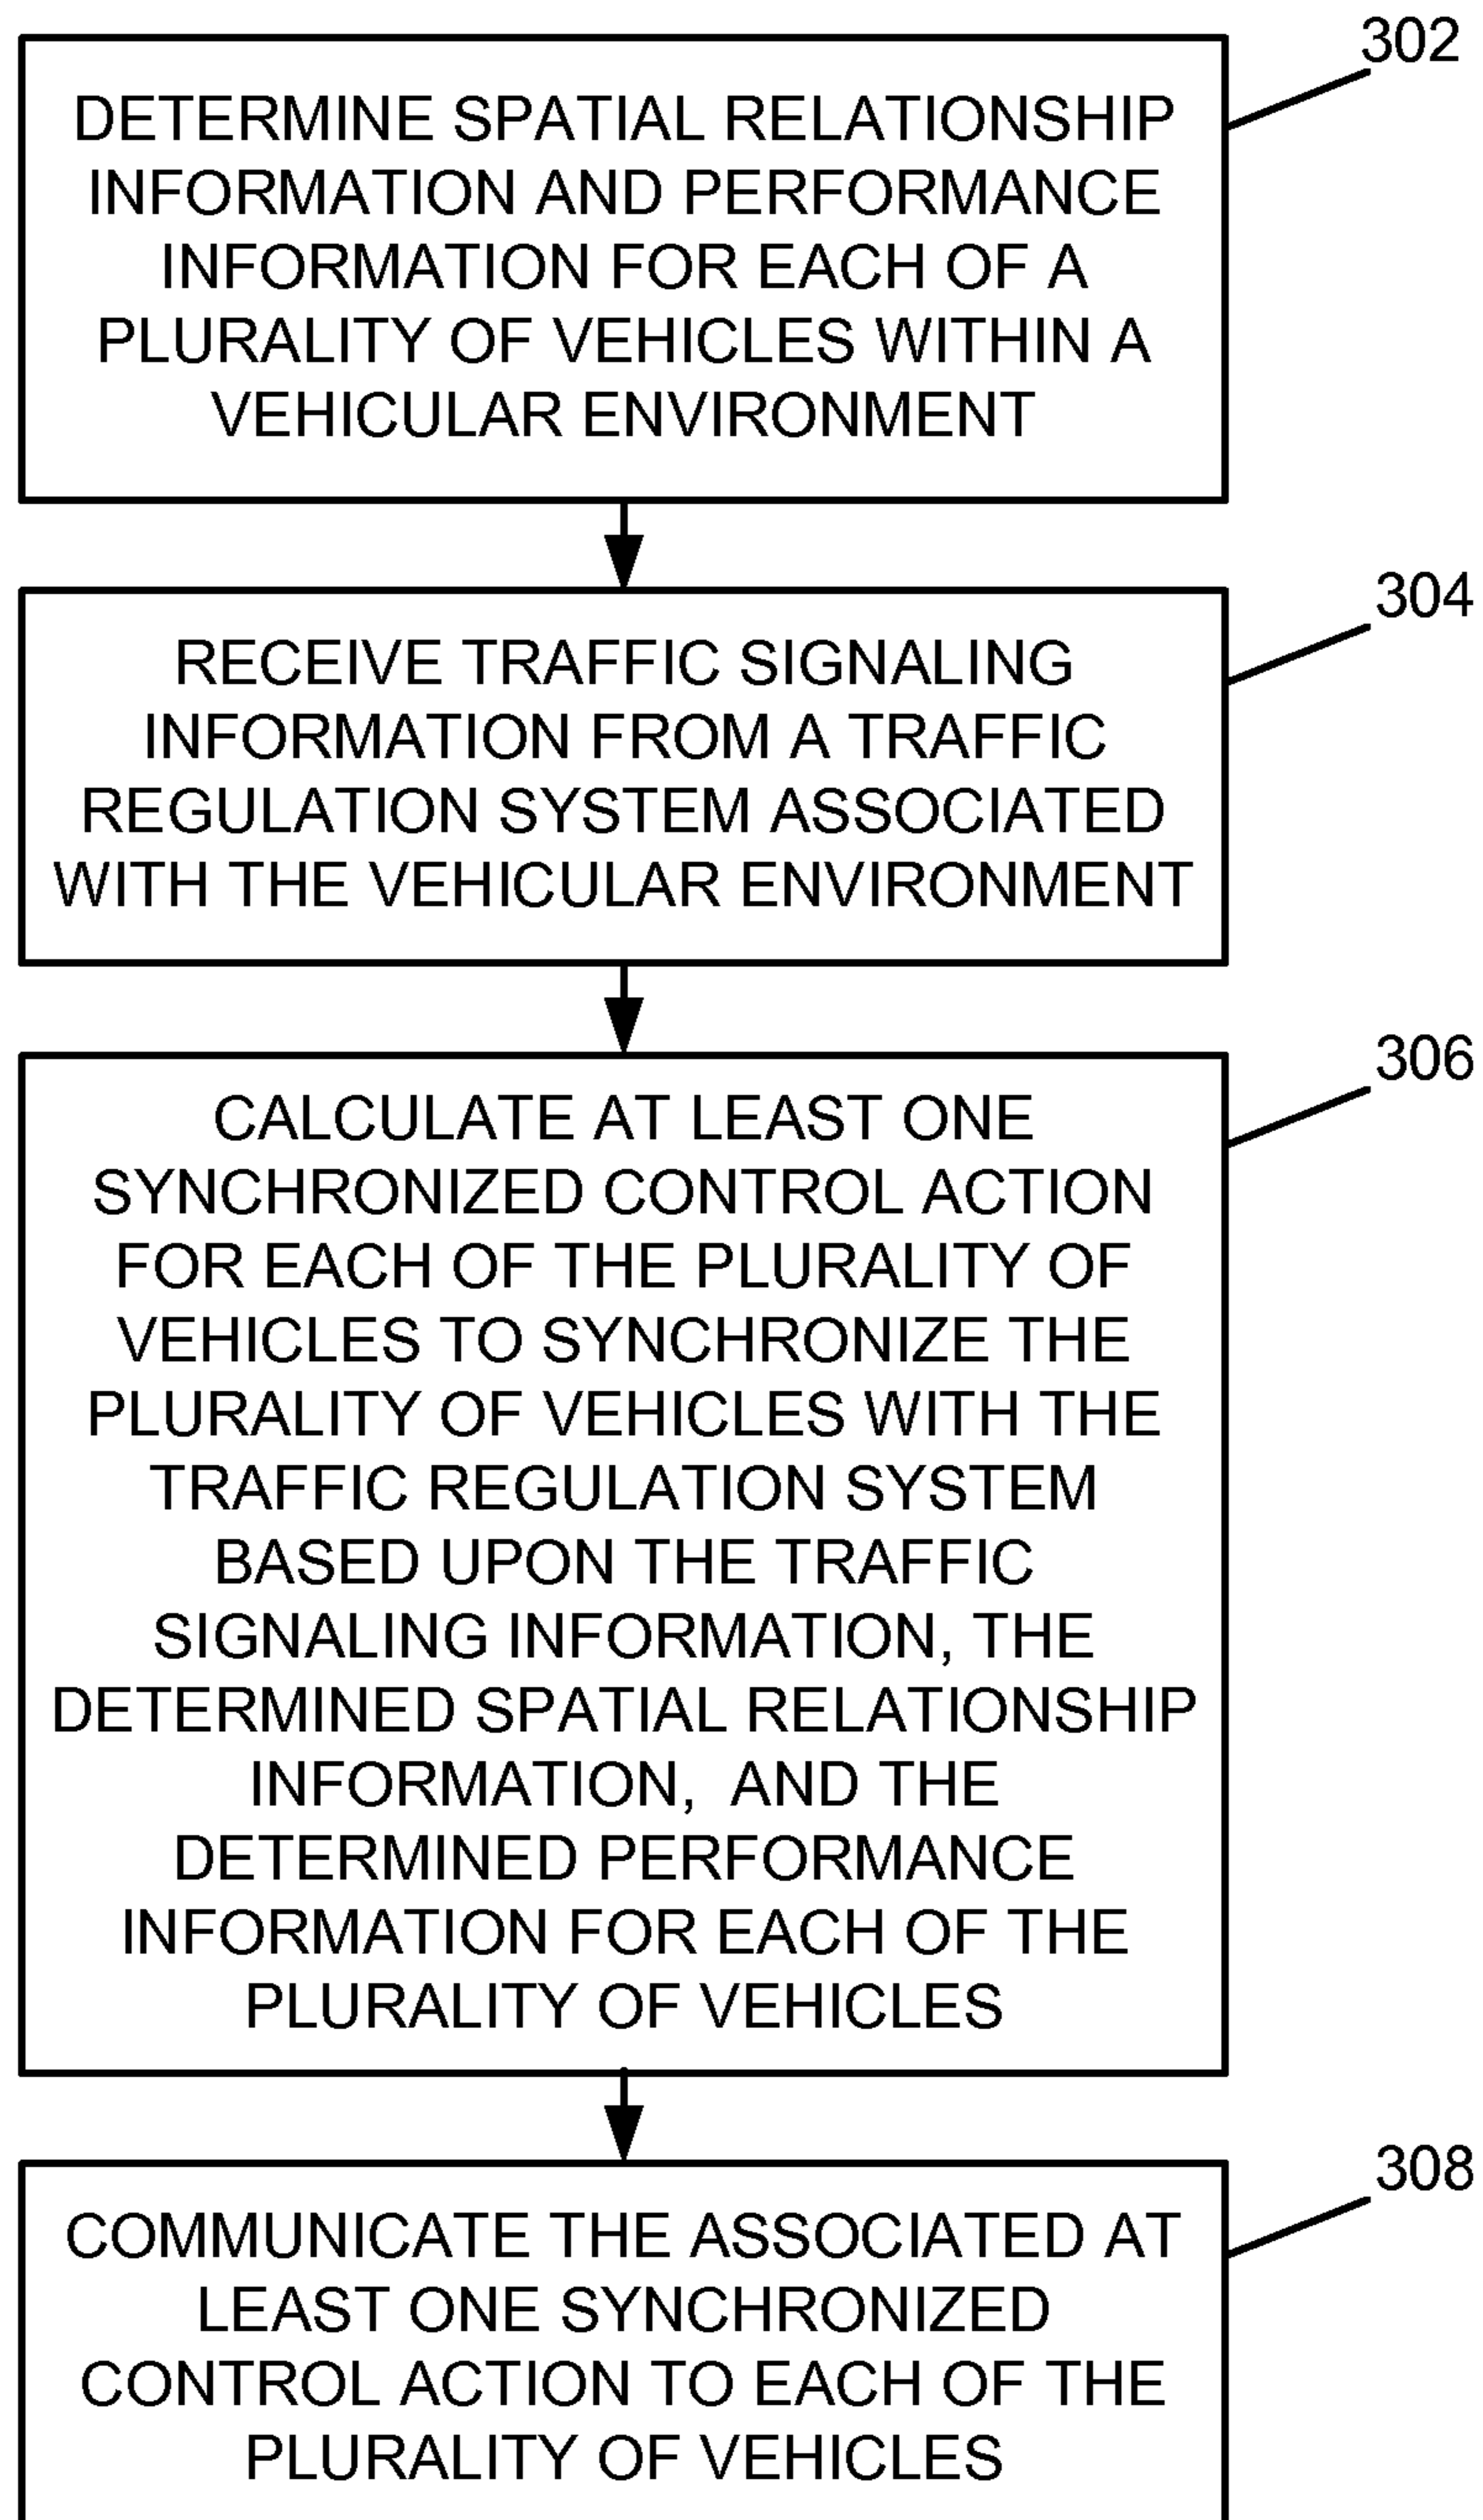 302
DETERMINE SPATIAL RELATIONSHIP
INFORMATION AND PERFORMANCE
INFORMATION FOR EACH OF A
PLURALITY OF VEHICLES WITHIN A
VEHICULAR ENVIRONMENT
304
RECEIVE TRAFFIC SIGNALING
INFORMATION FROM A TRAFFIC
REGULATION SYSTEM ASSOCIATED
WITH THE VEHICULAR ENVIRONMENT
306
CALCULATE AT LEAST ONE
SYNCHRONIZED CONTROL ACTION
FOR EACH OF THE PLURALITY OF
VEHICLES TO SYNCHRONIZE THE
PLURALITY OF VEHICLES WITH THE
TRAFFIC REGULATION SYSTEM
BASED UPON THE TRAFFIC
SIGNALING INFORMATION, THE
DETERMINED SPATIAL RELATIONSHIP
INFORMATION, AND THE
DETERMINED PERFORMANCE
INFORMATION FOR EACH OF THE
PLURALITY OF VEHICLES
308
COMMUNICATE THE ASSOCIATED AT
LEAST ONE SYNCHRONIZED
CONTROL ACTION TO EACH OF THE
PLURALITY OF VEHICLES